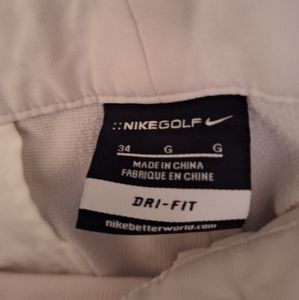 ::NIKEGOLF
34 G G
MADE IN CHINA
FABRIQUE EN CHINE
DRI-FIT
nikebetterworld.com